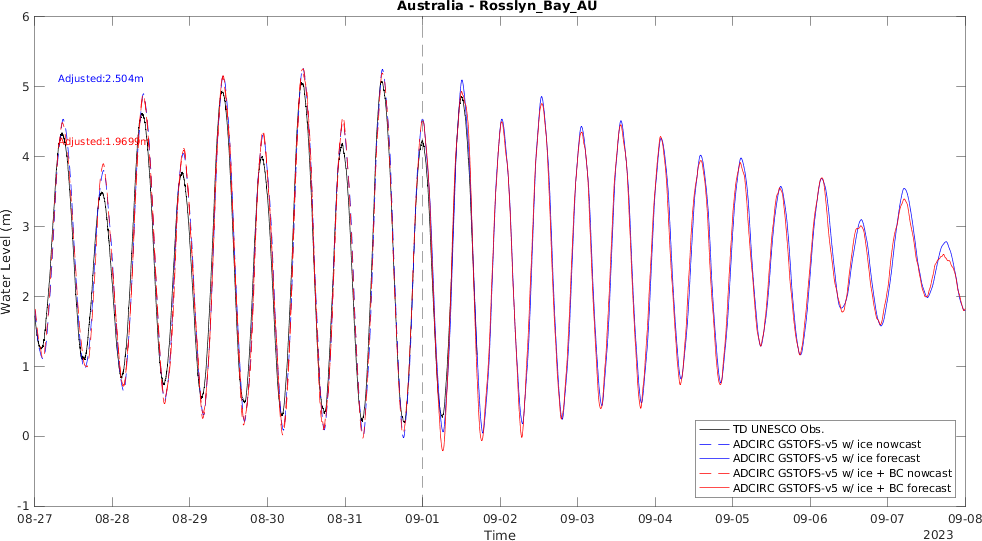 Australia - Rosslyn_Bay_AU
6
5
4
3
2
1
0
-1
Water Level (m)
Adjusted:2.504m
Adjusted:1.9699m
TD UNESCO Obs.
ADCIRC GSTOFS-v5 w/ ice nowcast
ADCIRC GSTOFS-v5 w/ ice forecast
ADCIRC GSTOFS-v5 w/ ice + BC nowcast
ADCIRC GSTOFS-v5 w/ ice + BC forecast
08-27 08-28 08-29 08-30 08-31 09-01 09-02 09-03 09-04 09-05 09-06 09-07 09-08
Time
2023